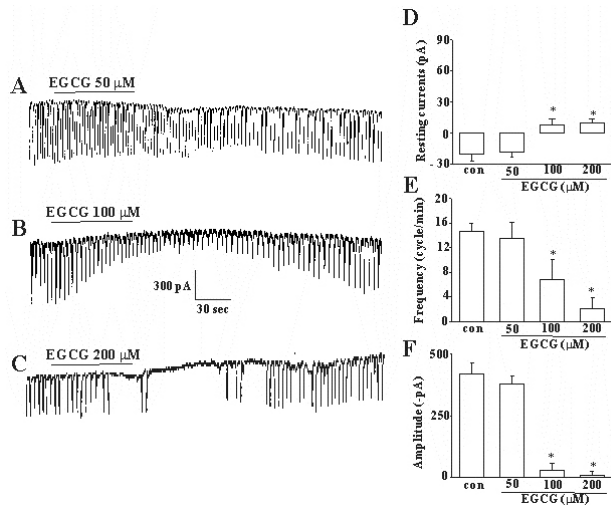 A
EGCG 50 μM
B
EGCG 100 μM
300 pA
30 sec
C
EGCG 200 μM
D
Resting currents (pA)
90
60
30
0
-30
con
50
100
200
* *
EGCG (μM)
E
Frequency (cycle/min)
16
12
8
4
0
con
50
100
200
*
*
EGCG (μM)
F
Amplitude (-pA)
500
250
0
con
50
100
200
*
*
EGCG (μM)